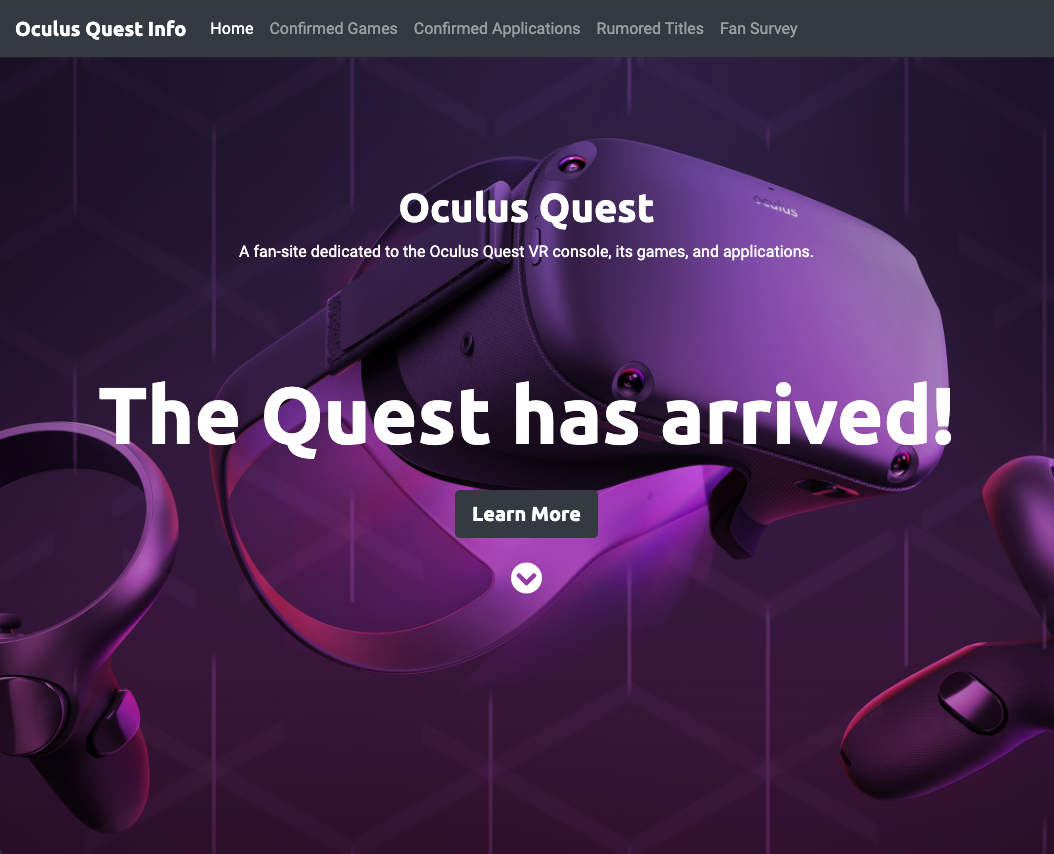 Oculus Quest Info Home Confirmed Games Confirmed Applications Rumored Titles Fan Survey
oculus
Oculus Quest
A fan-site dedicated to the Oculus Quest VR console, its games, and applications.
The Quest has arrived!
Learn More